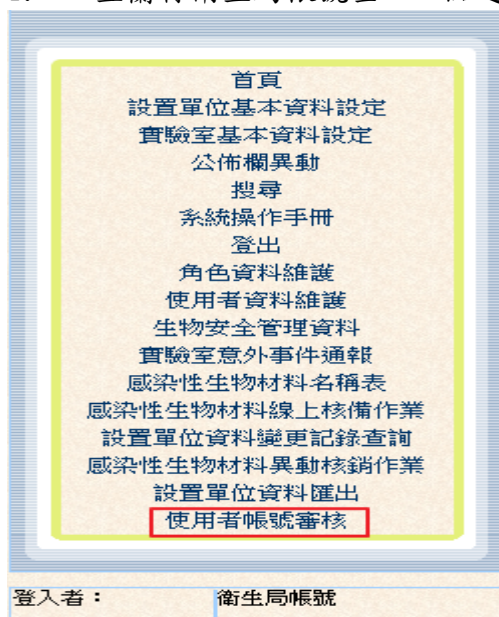 首頁
設置單位基本資料設定
實驗室基本資料設定
公佈欄異動
搜尋
系統操作手冊
登出
角色資料維護
使用者資料維護
生物安全管理資料
實驗室意外事件通報
感染性生物材料名稱表
感染性生物材料線上核備作業
設置單位資料變更記錄查詢
感染性生物材料異動核銷作業
設置單位資料匯出
使用者帳號審核
登入者： 衛生局帳號